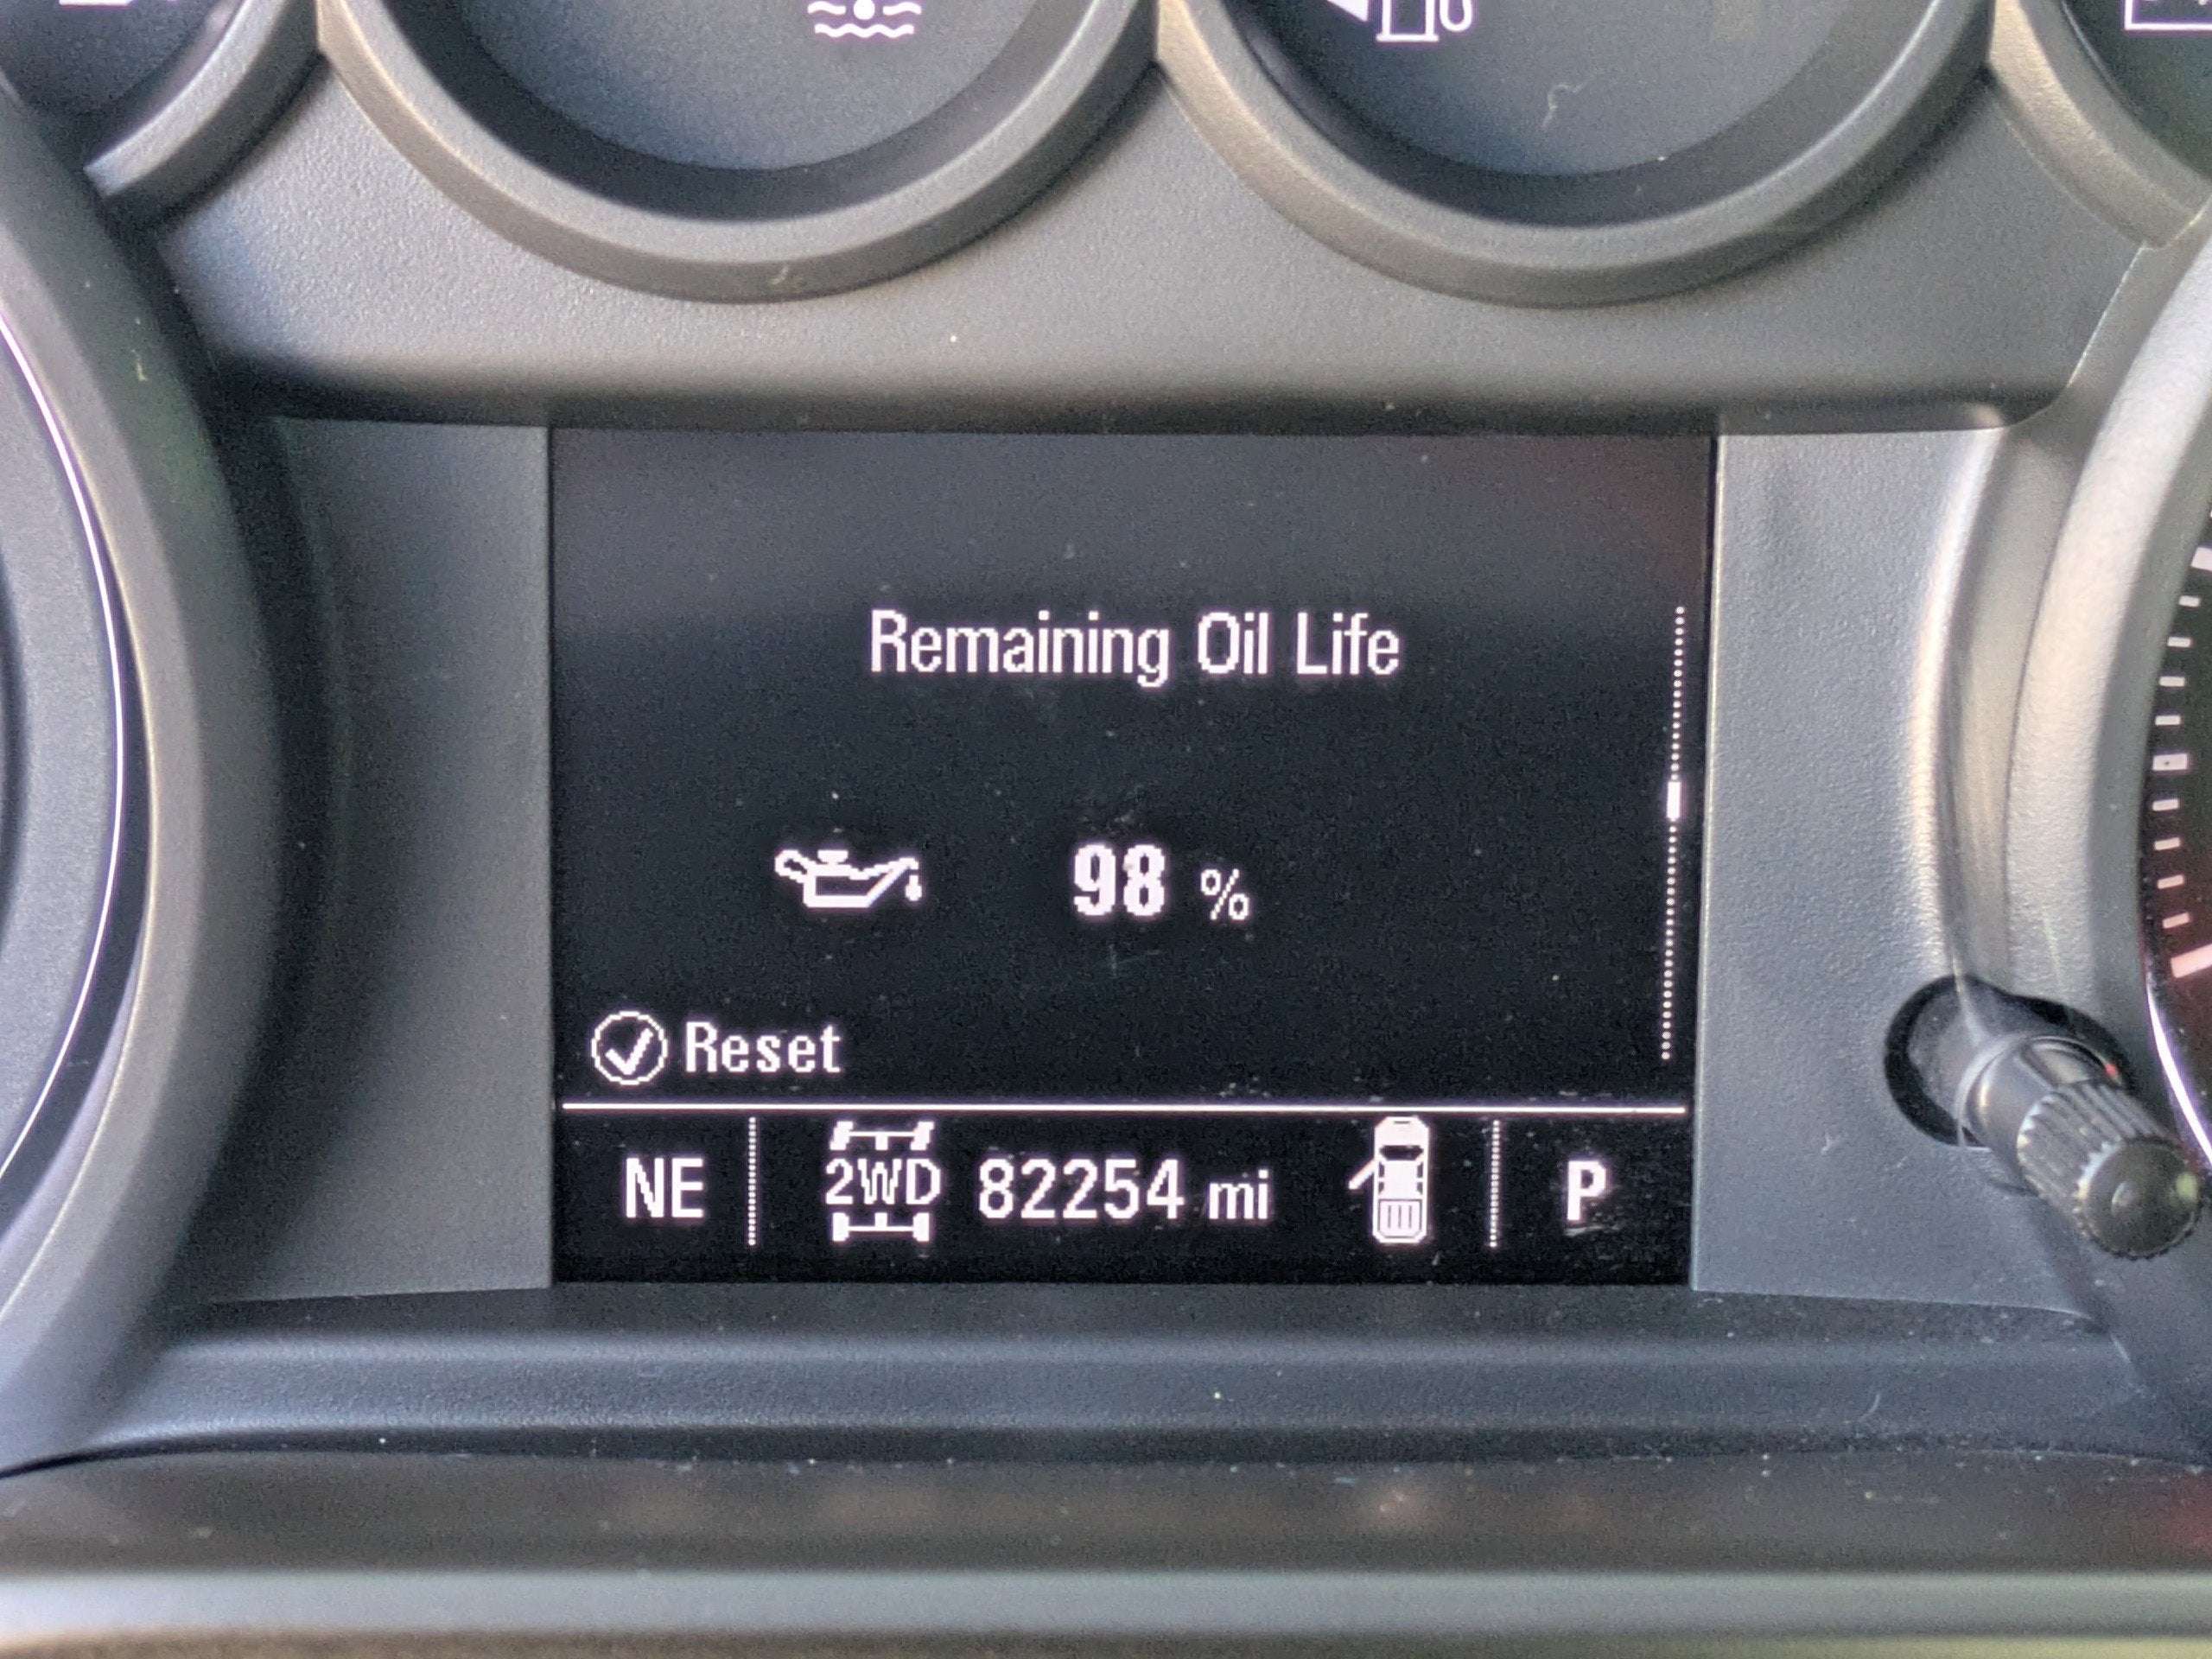 Remaining Oil Life
98 %
Reset
NE 2WD 82254 mi P